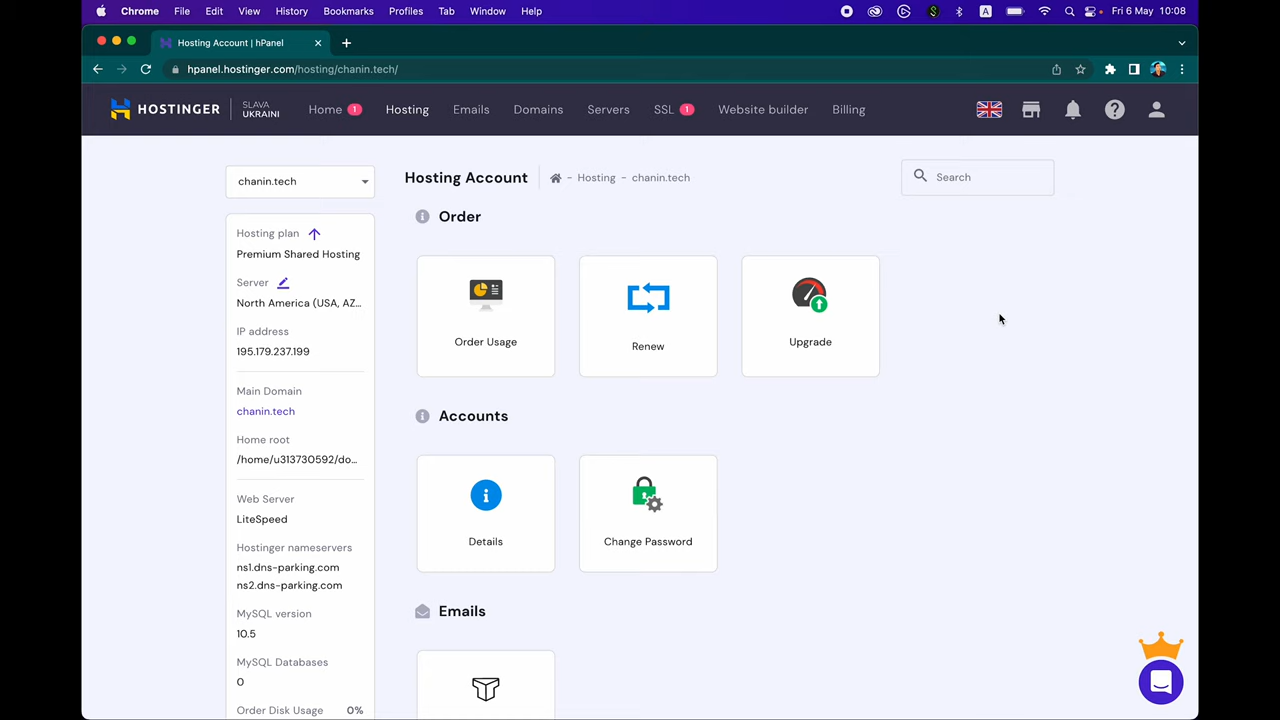 Chrome File Edit View History Bookmarks Profiles Tab Window Help
A
Fri 6 May 10:08
Hosting Account | hPanel
hpanel.hostinger.com/hosting/chanin.tech/
HOSTINGER
SLAVA
UKRAINI
Home 1 Hosting Emails Domains Servers SSL 1 Website builder Billing
chanin.tech
Hosting Account
- Hosting - chanin.tech
Search
Hosting plan
Premium Shared Hosting
Server
North America (USA, AZ...
IP address
195.179.237.199
Main Domain
chanin.tech
Home root
/home/u313730592/do...
Web Server
LiteSpeed
Hostinger nameservers
ns1.dns-parking.com
ns2.dns-parking.com
MySQL version
10.5
MySQL Databases
0
Order Disk Usage 0%
Order
Order Usage
Renew
Upgrade
Accounts
Details
Change Password
Emails